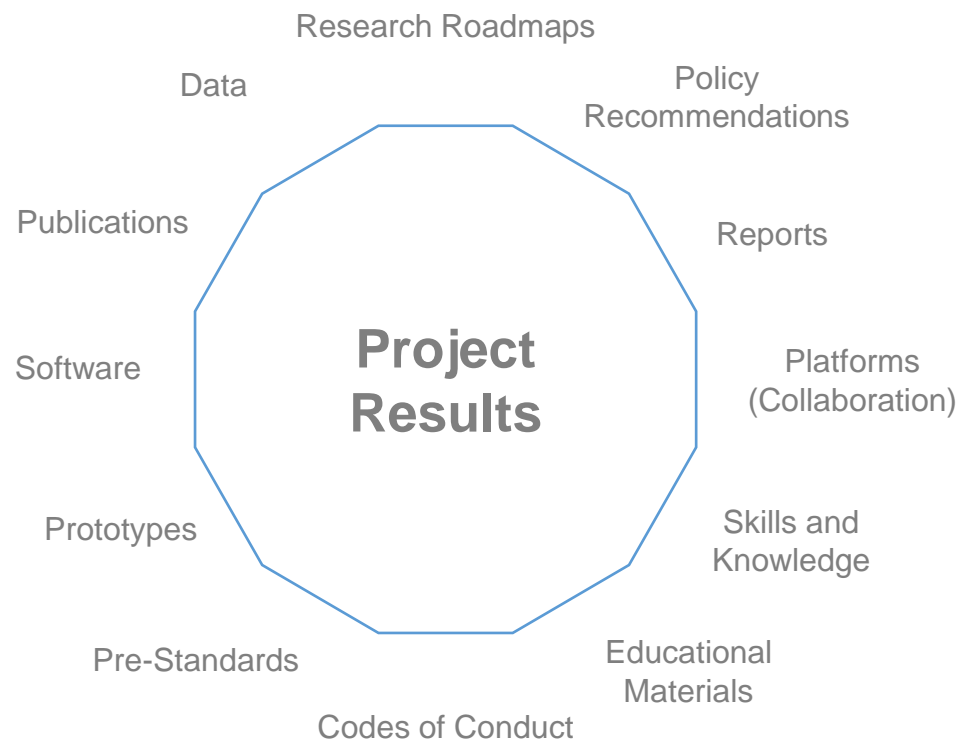 Research Roadmaps
Data
Policy
Recommendations
Publications
Reports
Project
Results
Software
Platforms
(Collaboration)
Prototypes
Skills and
Knowledge
Pre-Standards
Educational
Materials
Codes of Conduct